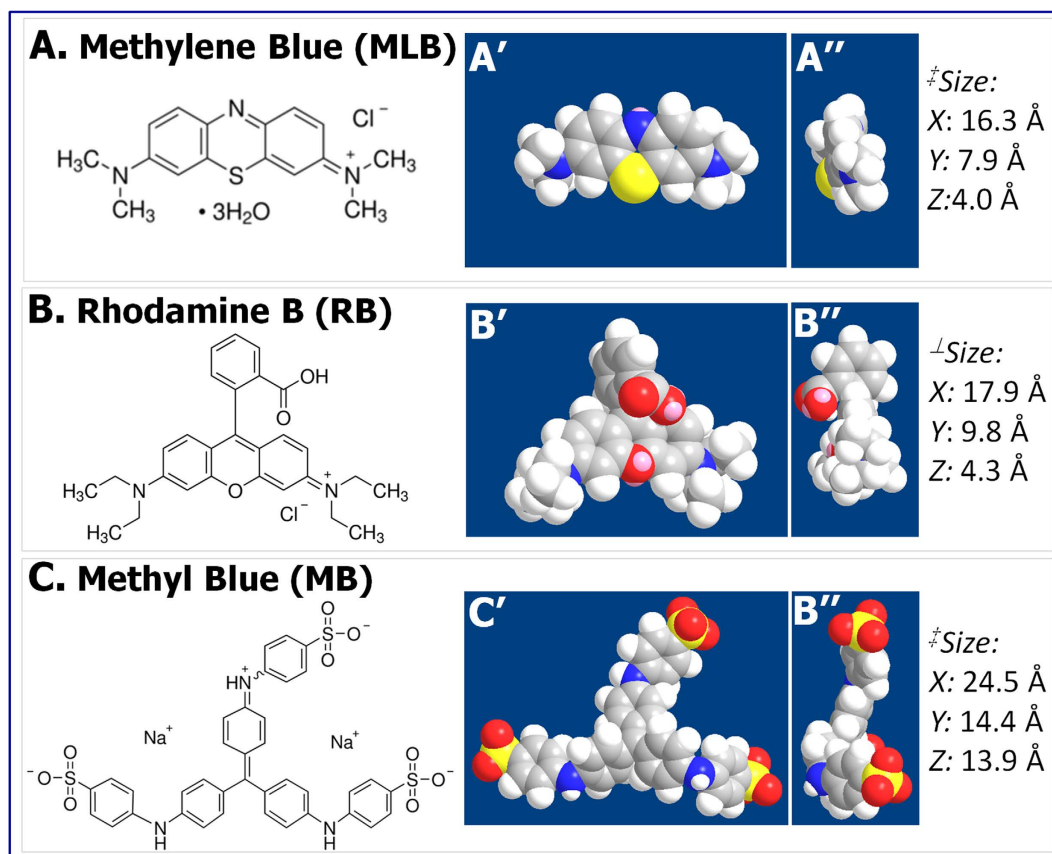 A. Methylene Blue (MLB)
N
Cl⁻
H₃C
N
CH₃
S
N⁺
CH₃
CH₃
• 3H₂O
A′
A″
‡Size:
X: 16.3 Å
Y: 7.9 Å
Z:4.0 Å
B. Rhodamine B (RB)
OH
O
H₃C
N
O
N⁺
CH₃
Cl⁻
CH₃
H₃C
B′
B″
⊥Size:
X: 17.9 Å
Y: 9.8 Å
Z: 4.3 Å
C. Methyl Blue (MB)
O
S
O⁻
O
HN⁺
Na⁺
Na⁺
O
⁻O
S
O
O
S
O⁻
O
N
H
N
H
C′
B″
‡Size:
X: 24.5 Å
Y: 14.4 Å
Z: 13.9 Å